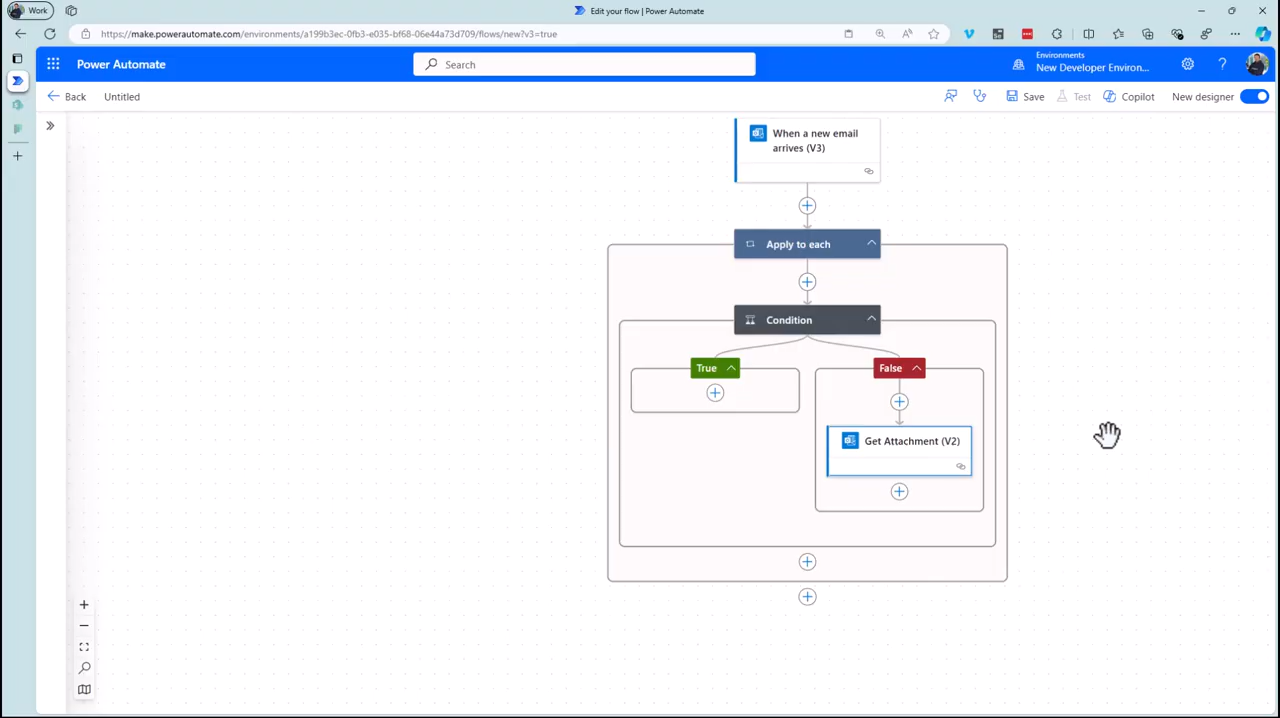 Work
Edit your flow | Power Automate
https://make.powerautomate.com/environments/a199b3ec-0fb3-e035-bf68-06e44a73d709/flows/new?v3=true
Power Automate
Search
Environments
New Developer Environ...
Back
Untitled
Save
Test
Copilot
New designer
When a new email
arrives (V3)
Apply to each
Condition
True
False
Get Attachment (V2)